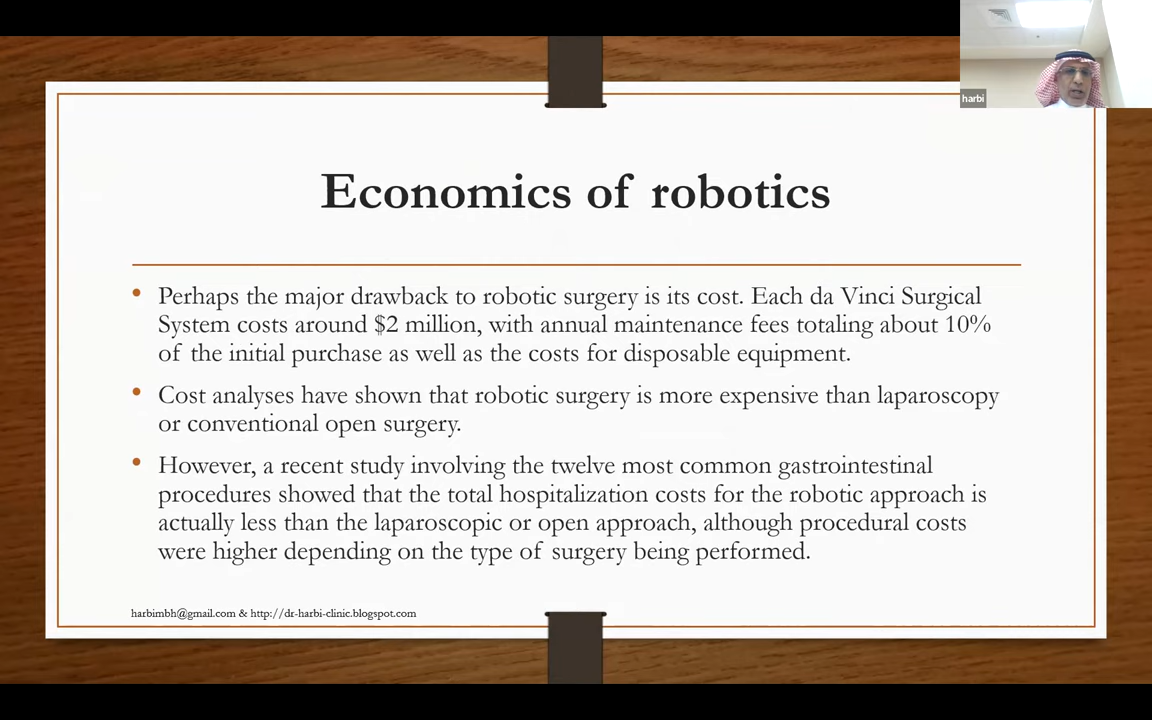 harbi
Economics of robotics
• Perhaps the major drawback to robotic surgery is its cost. Each da Vinci Surgical
System costs around $2 million, with annual maintenance fees totaling about 10%
of the initial purchase as well as the costs for disposable equipment.
• Cost analyses have shown that robotic surgery is more expensive than laparoscopy
or conventional open surgery.
• However, a recent study involving the twelve most common gastrointestinal
procedures showed that the total hospitalization costs for the robotic approach is
actually less than the laparoscopic or open approach, although procedural costs
were higher depending on the type of surgery being performed.
harbimbh@gmail.com & http://dr-harbi-clinic.blogspot.com